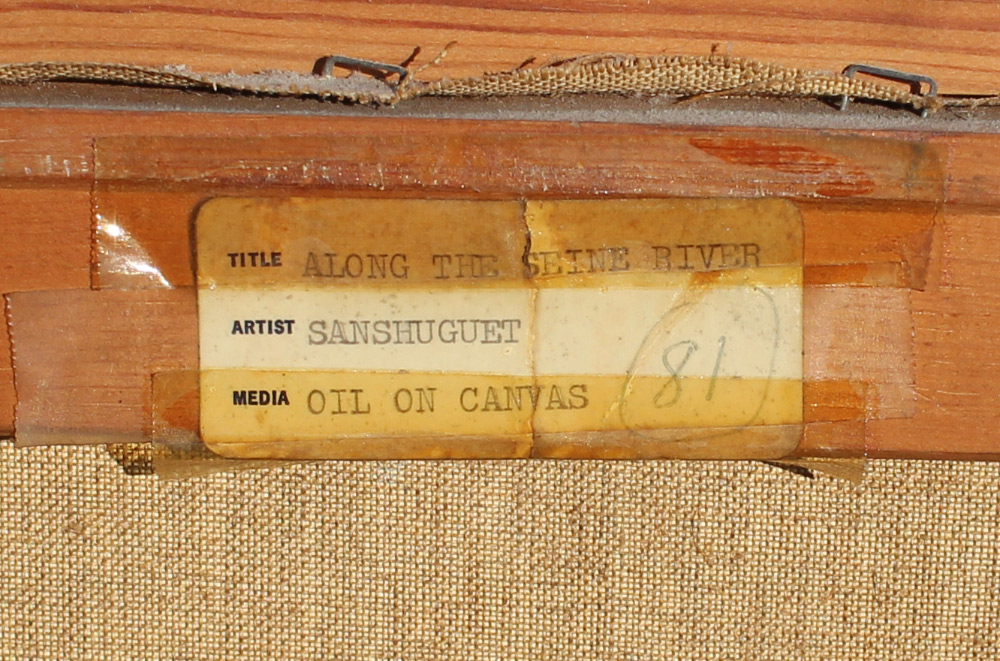 TITLE ALONG THE SEINE RIVER
ARTIST SANSHUGUET
MEDIA OIL ON CANVAS
81